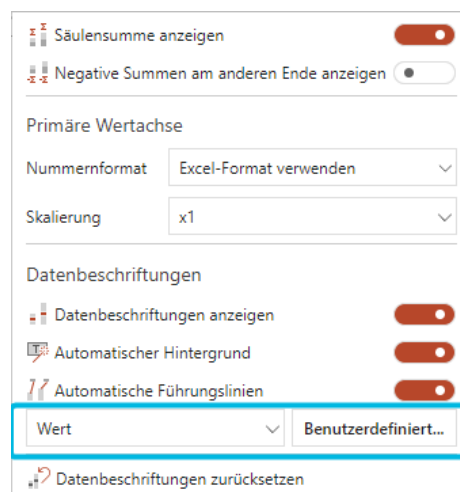 Säulensumme anzeigen
Negative Summen am anderen Ende anzeigen
Primäre Wertachse
Nummernformat Excel-Format verwenden
Skalierung x1
Datenbeschriftungen
Datenbeschriftungen anzeigen
Automatischer Hintergrund
Automatische Führungslinien
Wert Benutzerdefiniert...
Datenbeschriftungen zurücksetzen